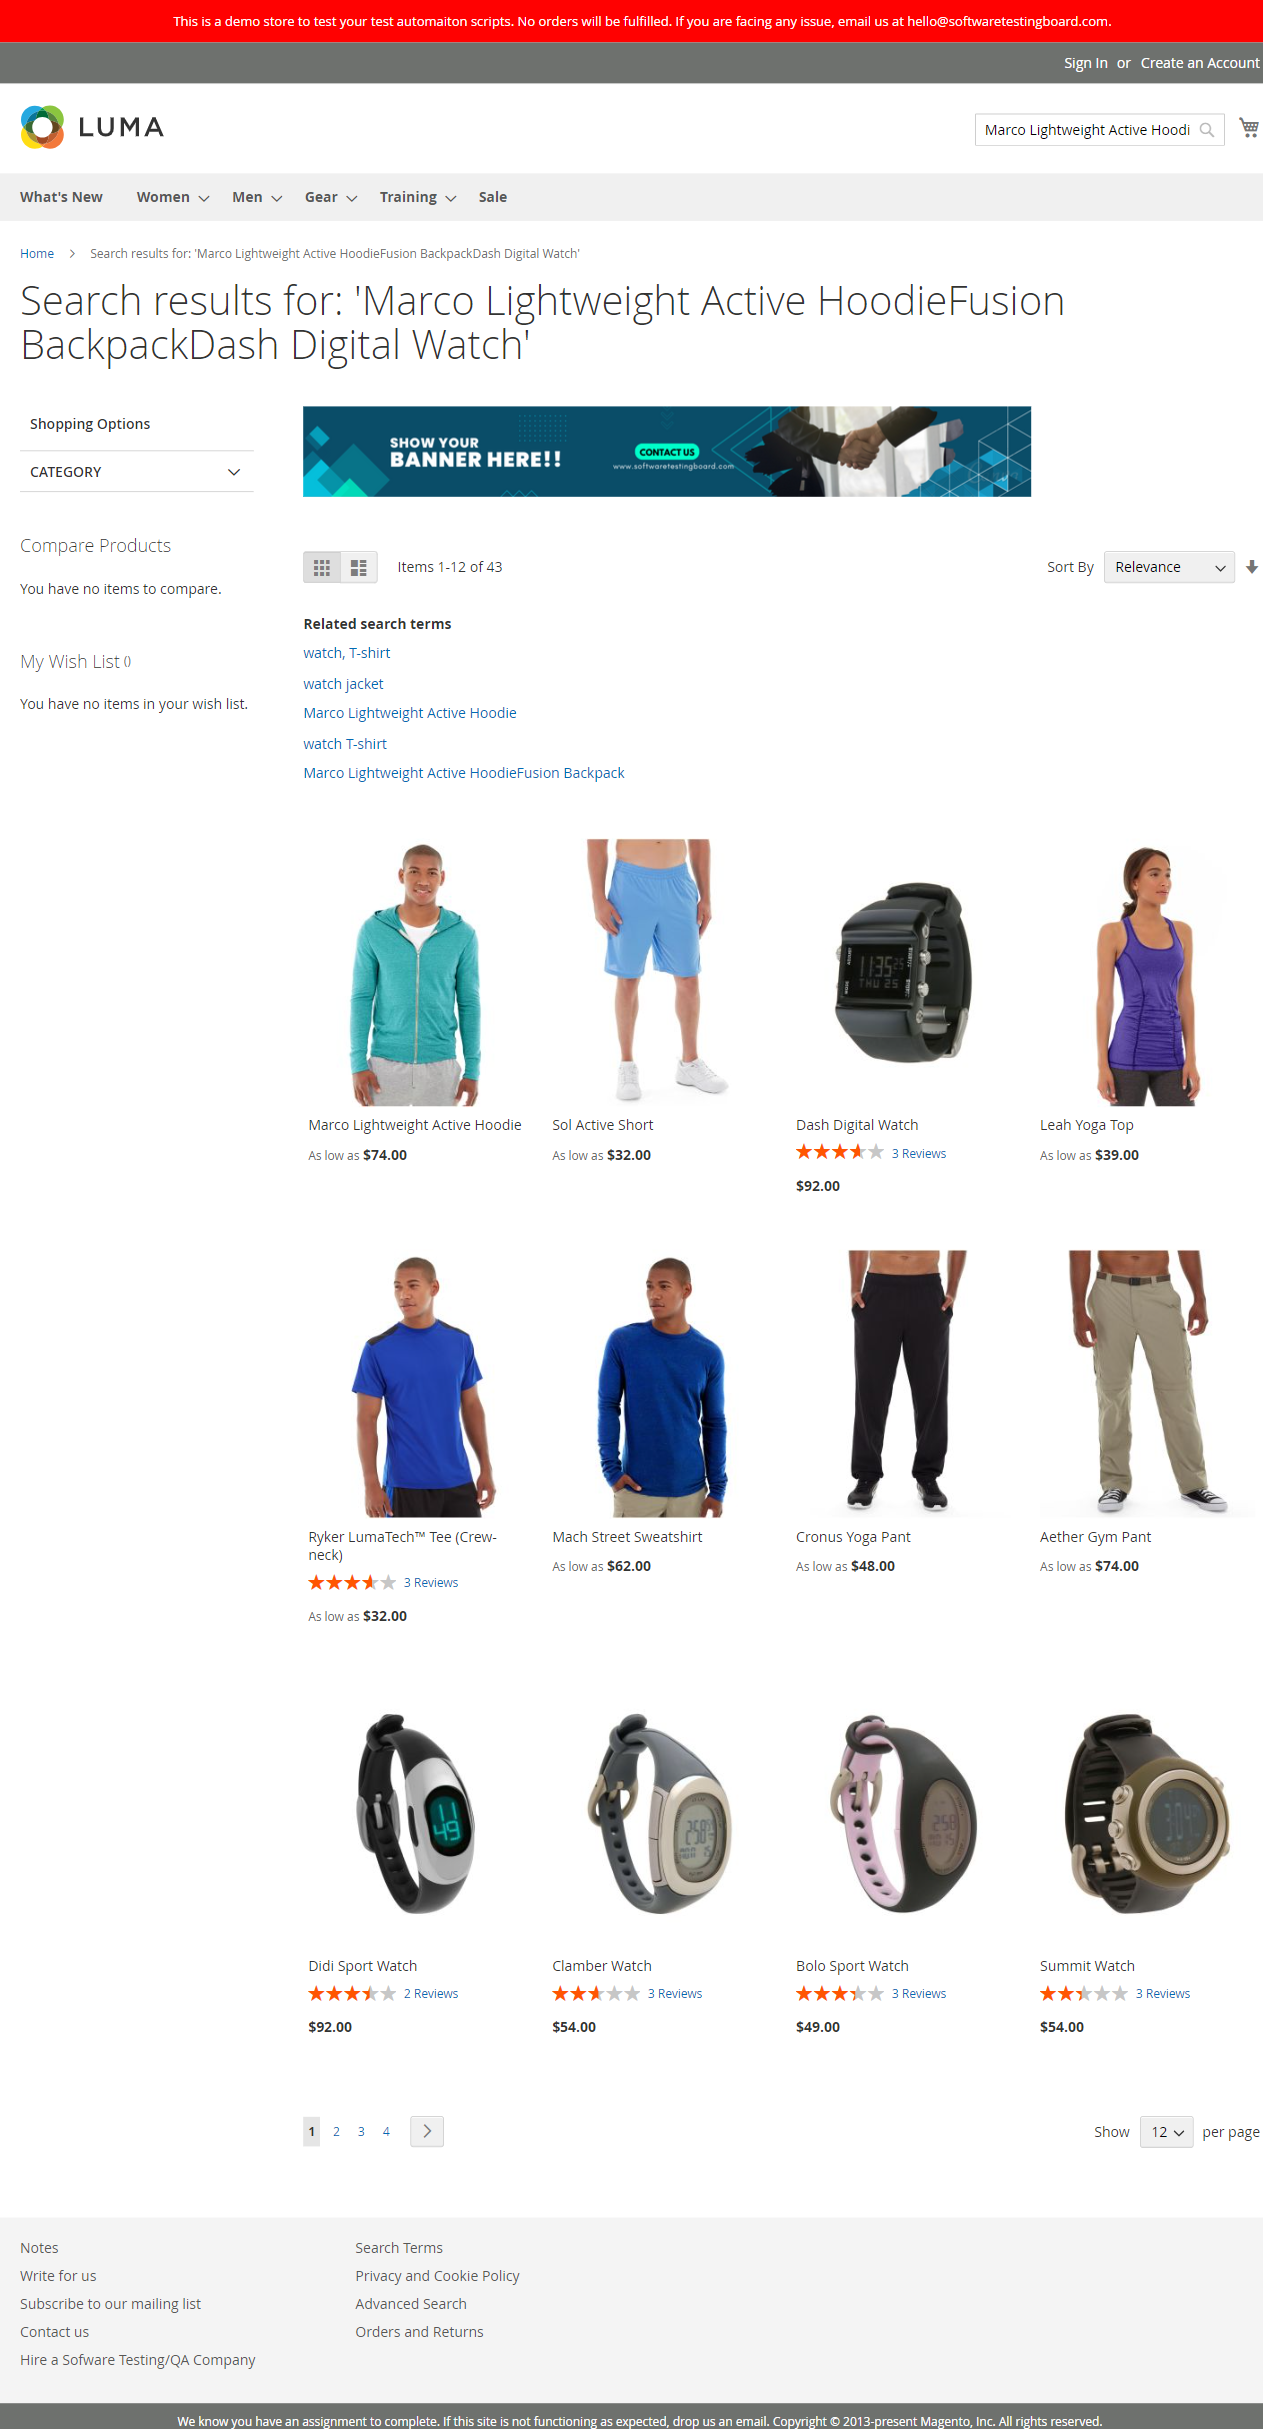 This is a demo store to test your test automaiton scripts. No orders will be fulfilled. If you are facing any issue, email us at hello@softwaretestingboard.com.
Sign In or Create an Account
LUMA
Marco Lightweight Active Hoodi
What's New Women Men Gear Training Sale
Home > Search results for: 'Marco Lightweight Active HoodieFusion BackpackDash Digital Watch'
Search results for: 'Marco Lightweight Active HoodieFusion
BackpackDash Digital Watch'
Shopping Options
CATEGORY
SHOW YOUR
BANNER HERE!!
CONTACT US
www.softwaretestingboard.com
Compare Products
You have no items to compare.
My Wish List ()
You have no items in your wish list.
Items 1-12 of 43
Sort By Relevance
Related search terms
watch, T-shirt
watch jacket
Marco Lightweight Active Hoodie
watch T-shirt
Marco Lightweight Active HoodieFusion Backpack
Marco Lightweight Active Hoodie
As low as $74.00
Sol Active Short
As low as $32.00
Dash Digital Watch
3 Reviews
$92.00
Leah Yoga Top
As low as $39.00
Ryker LumaTech™ Tee (Crew-
neck)
3 Reviews
As low as $32.00
Mach Street Sweatshirt
As low as $62.00
Cronus Yoga Pant
As low as $48.00
Aether Gym Pant
As low as $74.00
Didi Sport Watch
2 Reviews
$92.00
Clamber Watch
3 Reviews
$54.00
Bolo Sport Watch
3 Reviews
$49.00
Summit Watch
3 Reviews
$54.00
1 2 3 4
Show 12 per page
Notes
Write for us
Subscribe to our mailing list
Contact us
Hire a Sofware Testing/QA Company
Search Terms
Privacy and Cookie Policy
Advanced Search
Orders and Returns
We know you have an assignment to complete. If this site is not functioning as expected, drop us an email. Copyright © 2013-present Magento, Inc. All rights reserved.